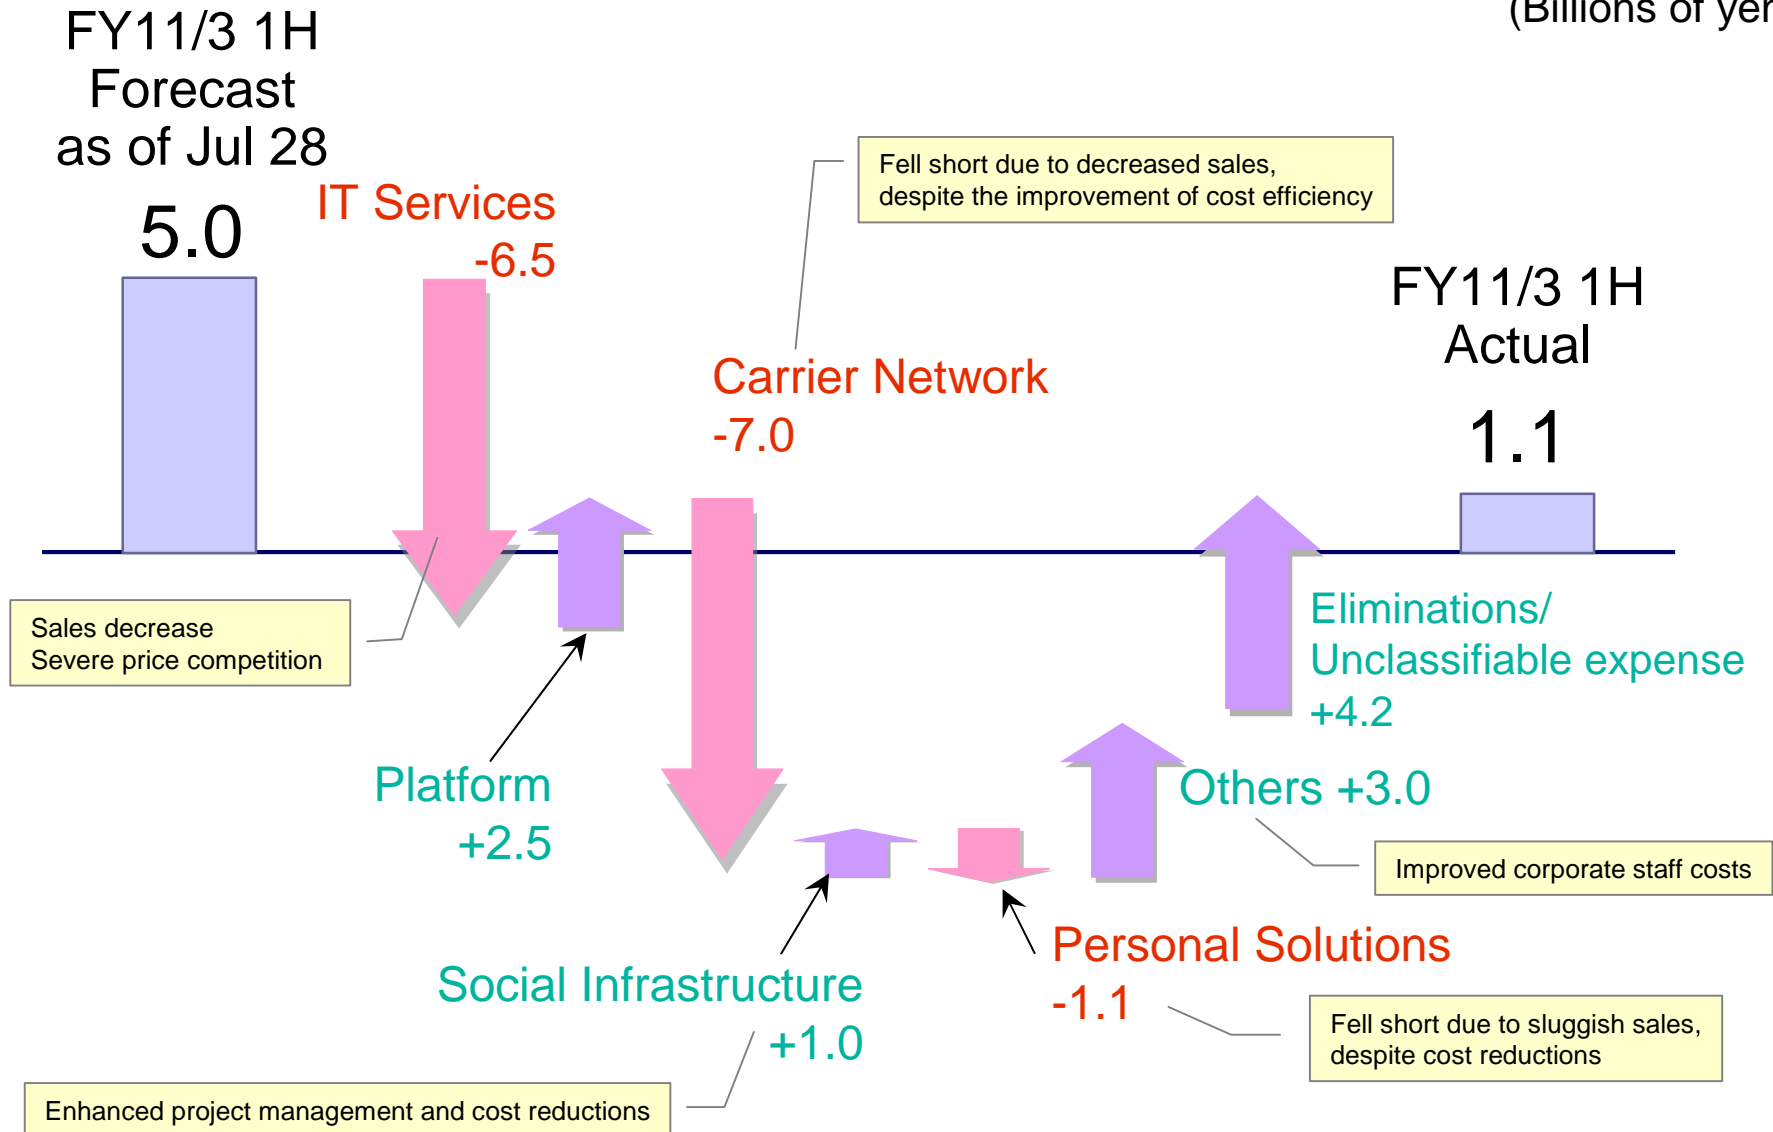 (Billions of yen
FY11/3 1H
Forecast
as of Jul 28
5.0
IT Services
-6.5
Fell short due to decreased sales,
despite the improvement of cost efficiency
Carrier Network
-7.0
FY11/3 1H
Actual
1.1
Sales decrease
Severe price competition
Platform
+2.5
Eliminations/
Unclassifiable expense
+4.2
Others +3.0
Improved corporate staff costs
Social Infrastructure
+1.0
Personal Solutions
-1.1
Fell short due to sluggish sales,
despite cost reductions
Enhanced project management and cost reductions